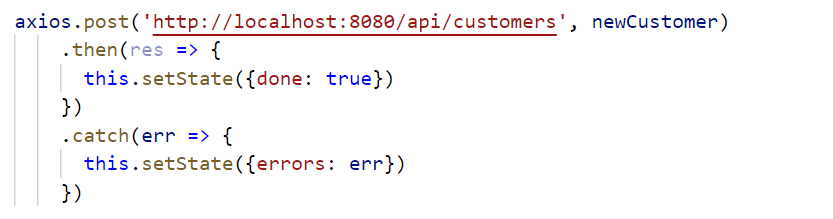 axios.post('http://localhost:8080/api/customers', newCustomer)
.then(res => {
this.setState({done: true})
})
.catch(err => {
this.setState({errors: err})
})